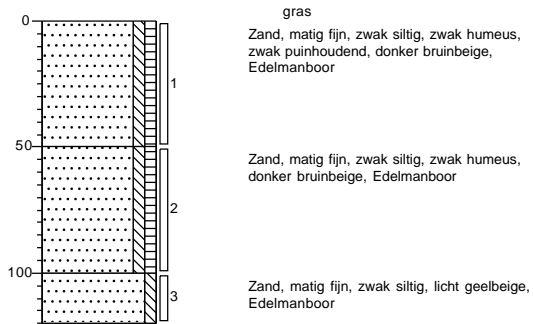 gras
0
Zand, matig fijn, zwak siltig, zwak humeus,
zwak puinhoudend, donker bruinbeige,
Edelmanboor
1
50
Zand, matig fijn, zwak siltig, zwak humeus,
donker bruinbeige, Edelmanboor
2
100
Zand, matig fijn, zwak siltig, licht geelbeige,
Edelmanboor
3